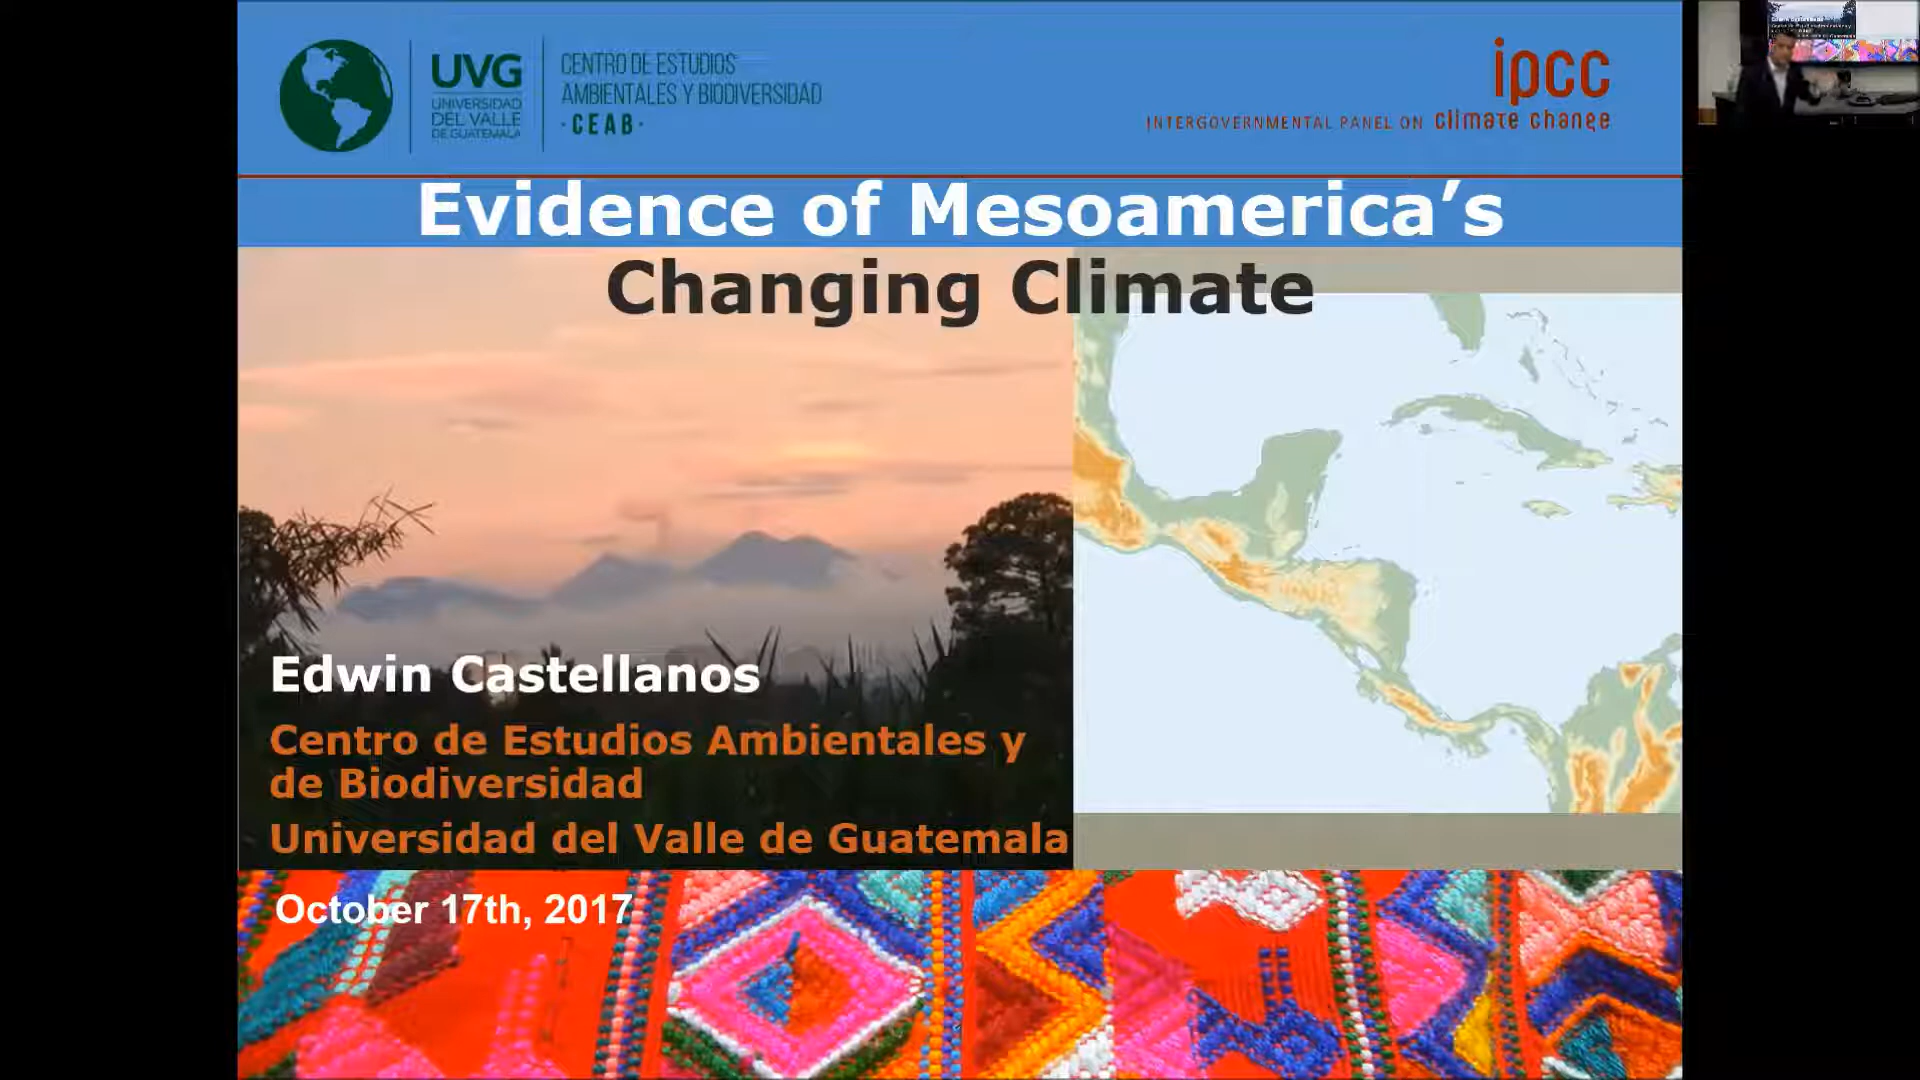 UVG
UNIVERSIDAD
DEL VALLE
DE GUATEMALA
CENTRO DE ESTUDIOS
AMBIENTALES Y BIODIVERSIDAD
·CEAB·
ipcc
INTERGOVERNMENTAL PANEL ON climate change
Evidence of Mesoamerica’s
Changing Climate
Edwin Castellanos
Centro de Estudios Ambientales y
de Biodiversidad
Universidad del Valle de Guatemala
October 17th, 2017